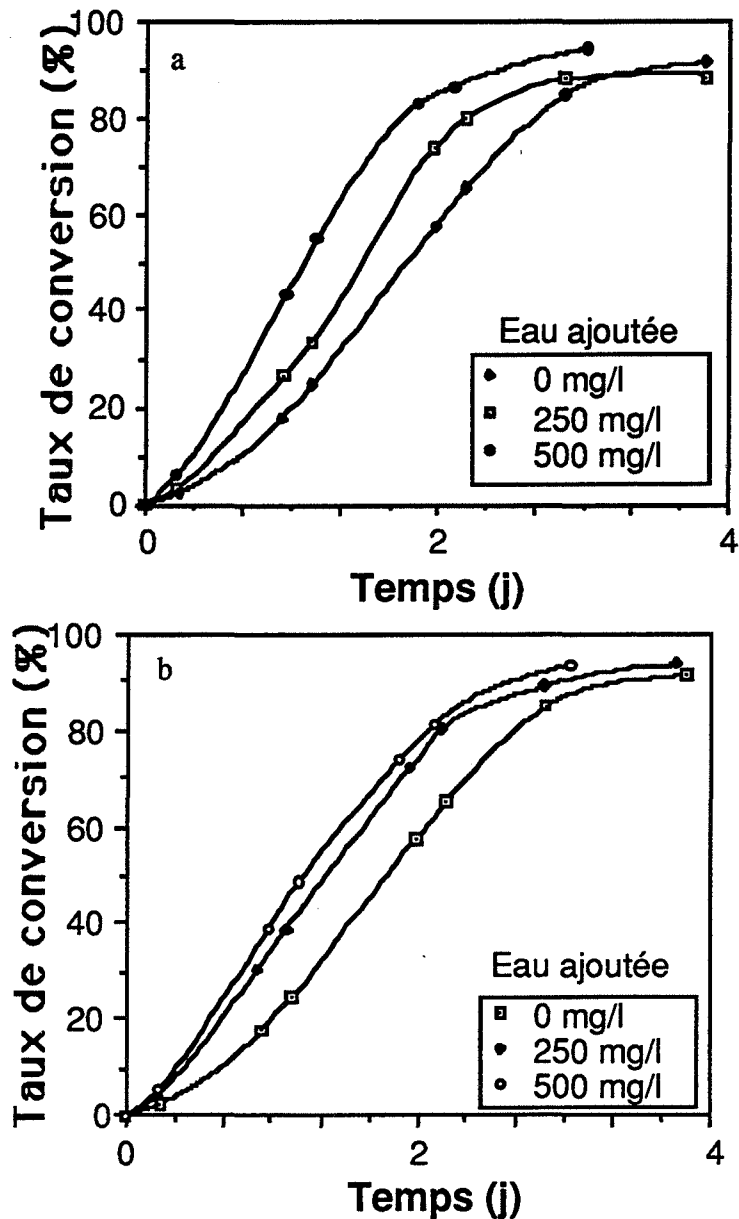 100
a
80
60
40
20
0
Taux de conversion (%)
Eau ajoutée
0 mg/l
250 mg/l
500 mg/l
0 2 4
Temps (j)
100
b
80
60
40
20
0
Taux de conversion (%)
Eau ajoutée
0 mg/l
250 mg/l
500 mg/l
0 2 4
Temps (j)